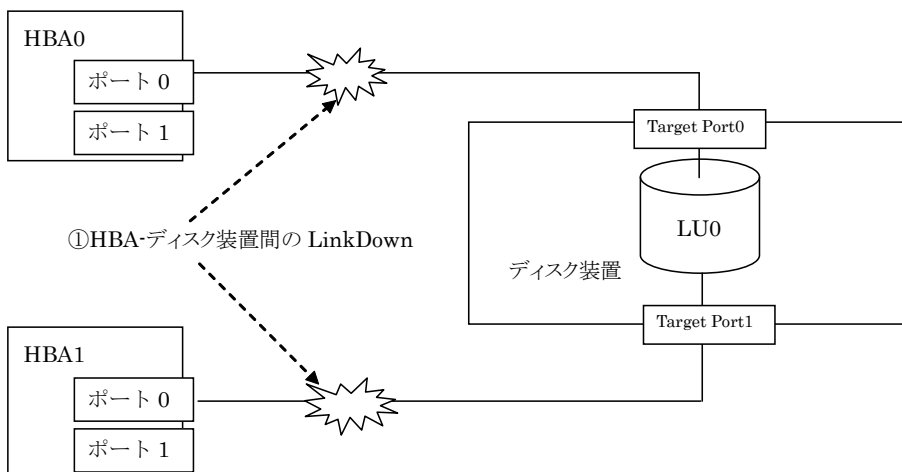 HBA0
ポート 0
ポート 1
Target Port0
LU0
①HBA-ディスク装置間の LinkDown
ディスク装置
Target Port1
HBA1
ポート 0
ポート 1